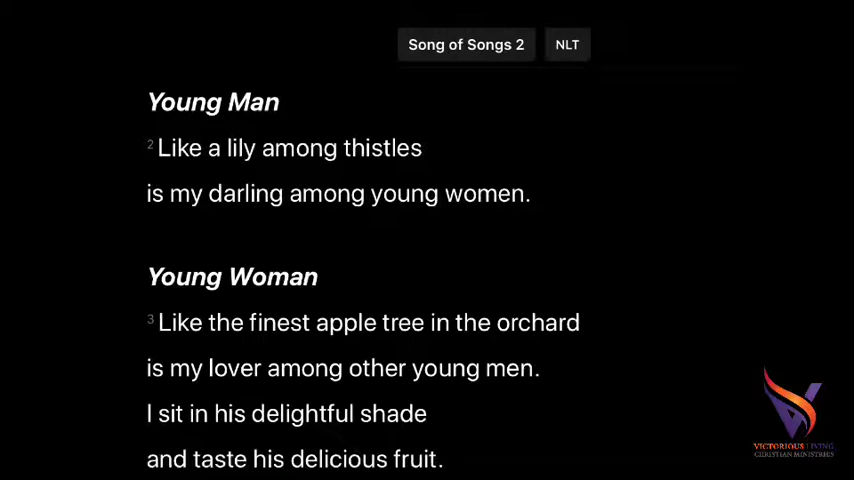 Song of Songs 2 NLT
Young Man
2 Like a lily among thistles
is my darling among young women.
Young Woman
3 Like the finest apple tree in the orchard
is my lover among other young men.
I sit in his delightful shade
and taste his delicious fruit.
VICTORIOUS LIVING
CHRISTIAN MINISTRIES